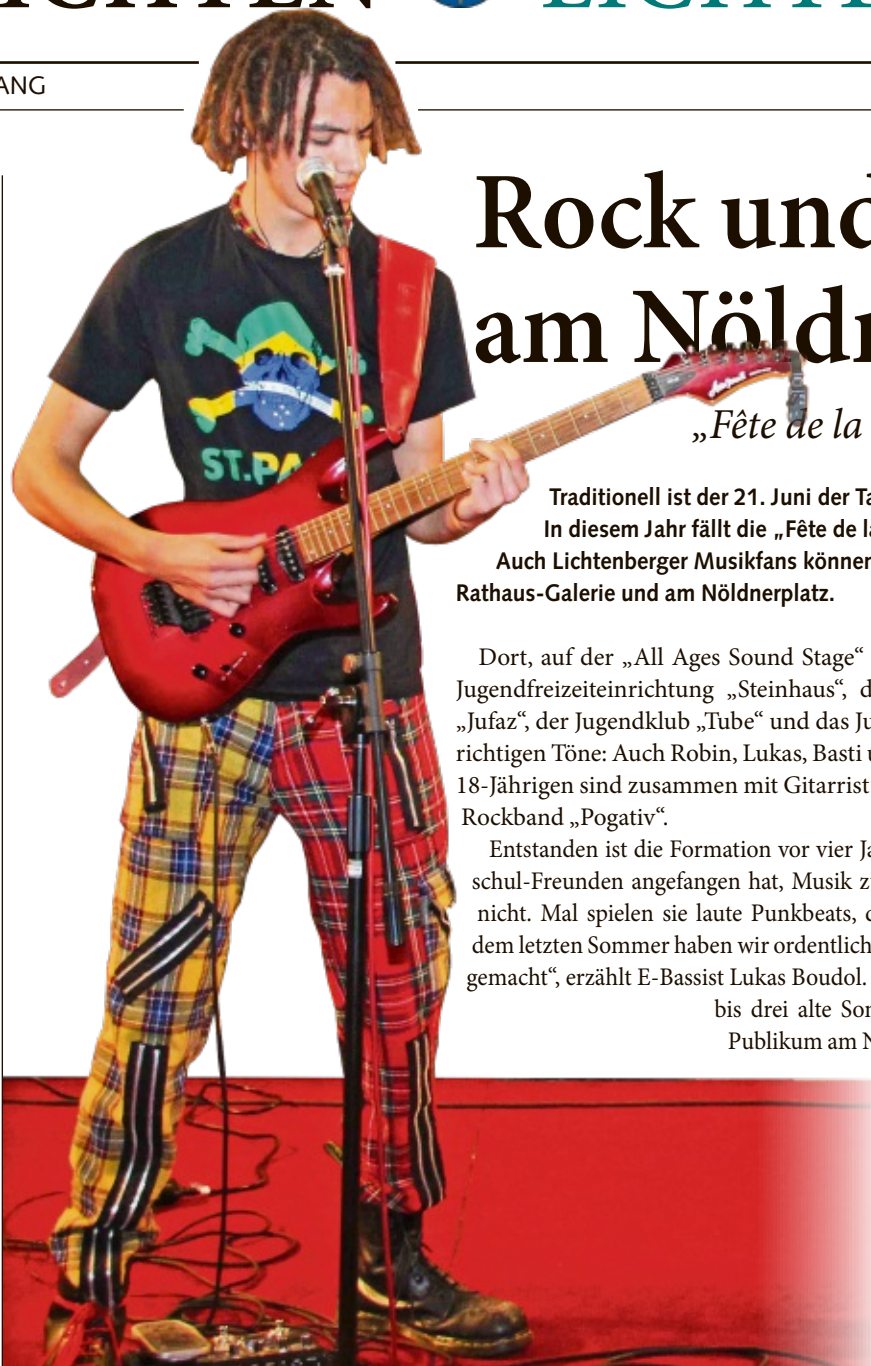 ANG
Rock und
am Nöldn
„Fête de la
ST.PA
Traditionell ist der 21. Juni der Ta
In diesem Jahr fällt die „Fête de la
Auch Lichtenberger Musikfans können
Rathaus-Galerie und am Nöldnerplatz.
Dort, auf der „All Ages Sound Stage“
Jugendfreizeiteinrichtung „Steinhaus“, d
„Jufaz“, der Jugendklub „Tube“ und das Ju
richtigen Töne: Auch Robin, Lukas, Basti u
18-Jährigen sind zusammen mit Gitarrist
Rockband „Pogativ“.
Entstanden ist die Formation vor vier Ja
schul-Freunden angefangen hat, Musik z
nicht. Mal spielen sie laute Punkbeats, d
dem letzten Sommer haben wir ordentlich
gemacht“, erzählt E-Bassist Lukas Boudol.
bis drei alte Son
Publikum am N